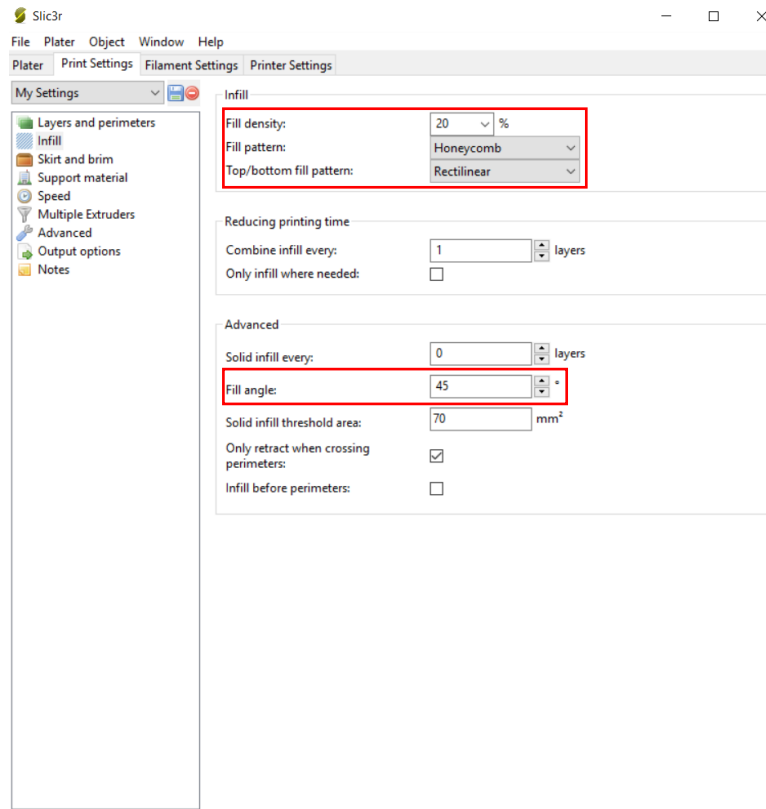 Slic3r
File Plater Object Window Help
Plater Print Settings Filament Settings Printer Settings
My Settings
Layers and perimeters
Infill
Skirt and brim
Support material
Speed
Multiple Extruders
Advanced
Output options
Notes
Infill
Fill density: 20 %
Fill pattern: Honeycomb
Top/bottom fill pattern: Rectilinear
Reducing printing time
Combine infill every: 1 layers
Only infill where needed:
Advanced
Solid infill every: 0 layers
Fill angle: 45 °
Solid infill threshold area: 70 mm²
Only retract when crossing
perimeters:
Infill before perimeters: